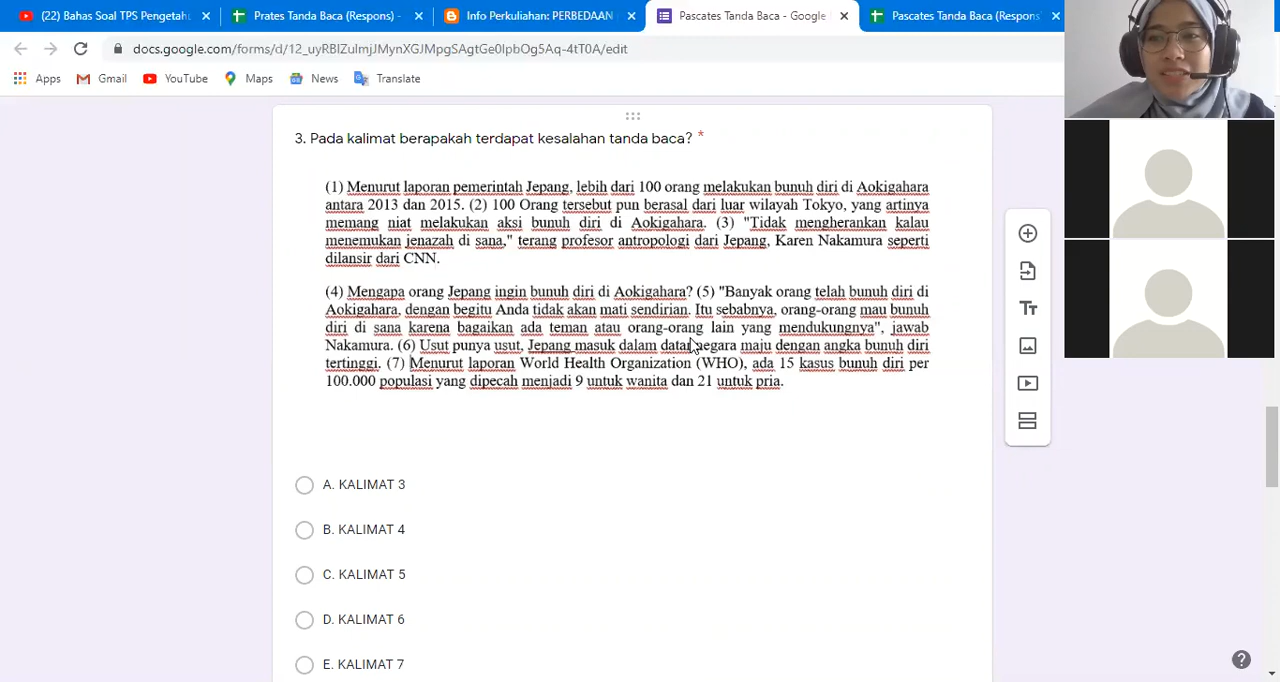 (22) Bahas Soal TPS Pengetahu
Prates Tanda Baca (Respons) -
Info Perkuliahan: PERBEDAAN
Pascates Tanda Baca - Google
Pascates Tanda Baca (Respons
docs.google.com/forms/d/12_uyRBlZulmjJMynXGJMpgSAgtGe0lpbOg5Aq-4tT0A/edit
Apps
Gmail
YouTube
Maps
News
Translate
3. Pada kalimat berapakah terdapat kesalahan tanda baca? *
(1) Menurut laporan pemerintah Jepang, lebih dari 100 orang melakukan bunuh diri di Aokigahara
antara 2013 dan 2015. (2) 100 Orang tersebut pun berasal dari luar wilayah Tokyo, yang artinya
memang niat melakukan aksi bunuh diri di Aokigahara. (3) "Tidak mengherankan kalau
menemukan jenazah di sana," terang profesor antropologi dari Jepang, Karen Nakamura seperti
dilansir dari CNN.
(4) Mengapa orang Jepang ingin bunuh diri di Aokigahara? (5) "Banyak orang telah bunuh diri di
Aokigahara, dengan begitu Anda tidak akan mati sendirian. Itu sebabnya, orang-orang mau bunuh
diri di sana karena bagaikan ada teman atau orang-orang lain yang mendukungnya", jawab
Nakamura. (6) Usut punya usut, Jepang masuk dalam datar negara maju dengan angka bunuh diri
tertinggi. (7) Menurut laporan World Health Organization (WHO), ada 15 kasus bunuh diri per
100.000 populasi yang dipecah menjadi 9 untuk wanita dan 21 untuk pria.
A. KALIMAT 3
B. KALIMAT 4
C. KALIMAT 5
D. KALIMAT 6
E. KALIMAT 7